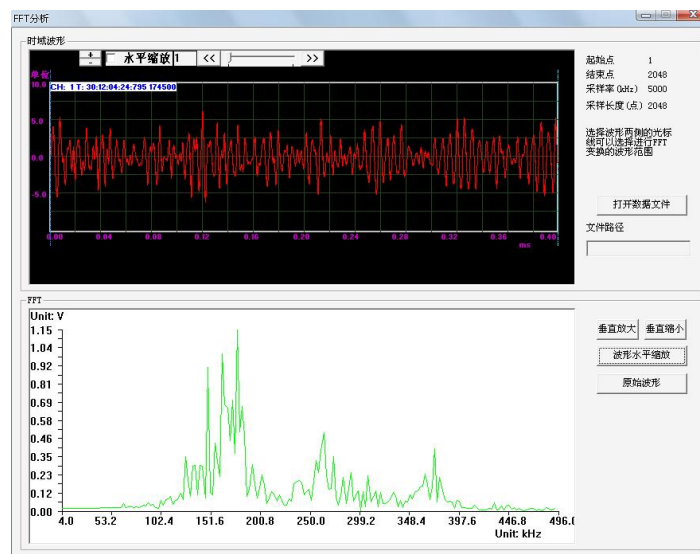 FFT分析
时域波形
+
-
水平缩放 1 << >>
单位
10.0
CH: 1 T: 30:12:04:24:795 174500
5.0
0.0
-5.0
0.00 0.04 0.08 0.12 0.16 0.20 0.24 0.28 0.32 0.36 0.40
ms
起始点 1
结束点 2048
采样率(kHz) 5000
采样长度(点) 2048
选择波形两侧的光标
线可以选择进行FFT
变换的波形范围
打开数据文件
文件路径
FFT
Unit: V
1.15
1.04
0.92
0.81
0.69
0.58
0.46
0.35
0.23
0.12
0.00
4.0 53.2 102.4 151.6 200.8 250.0 299.2 348.4 397.6 446.8 496.0
Unit: kHz
垂直放大 垂直缩小
波形水平缩放
原始波形